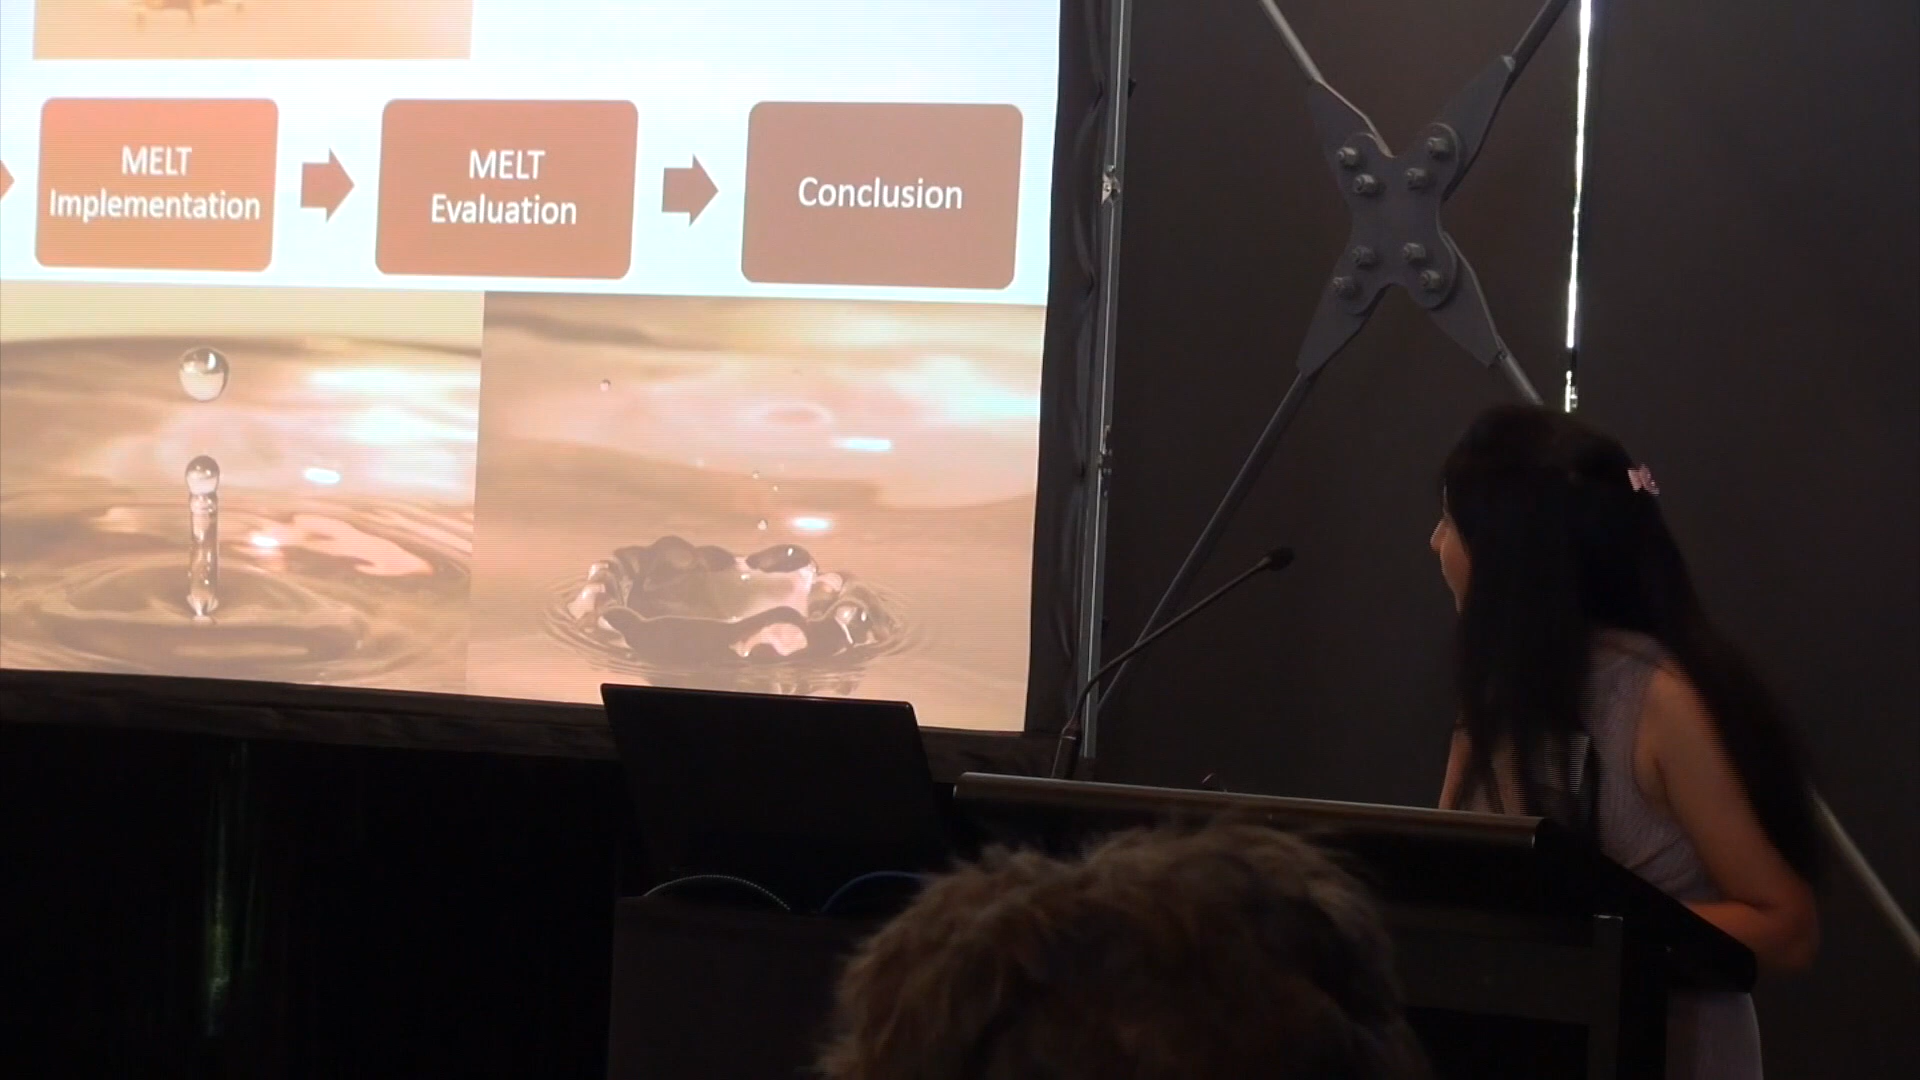 MELT
Implementation
MELT
Evaluation
Conclusion